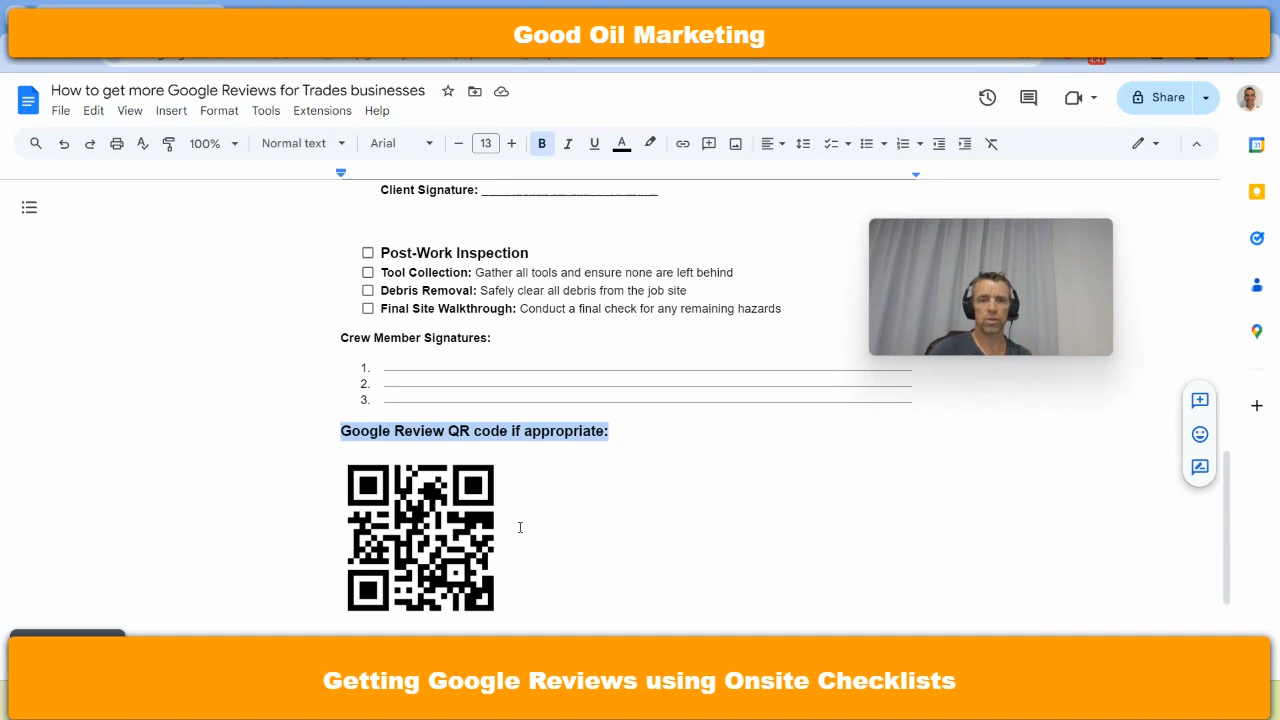 Good Oil Marketing
How to get more Google Reviews for Trades businesses
File Edit View Insert Format Tools Extensions Help
Share
100% Normal text Arial 13 B I U A
Client Signature:
Post-Work Inspection
Tool Collection: Gather all tools and ensure none are left behind
Debris Removal: Safely clear all debris from the job site
Final Site Walkthrough: Conduct a final check for any remaining hazards
Crew Member Signatures:
1.
2.
3.
Google Review QR code if appropriate:
Getting Google Reviews using Onsite Checklists